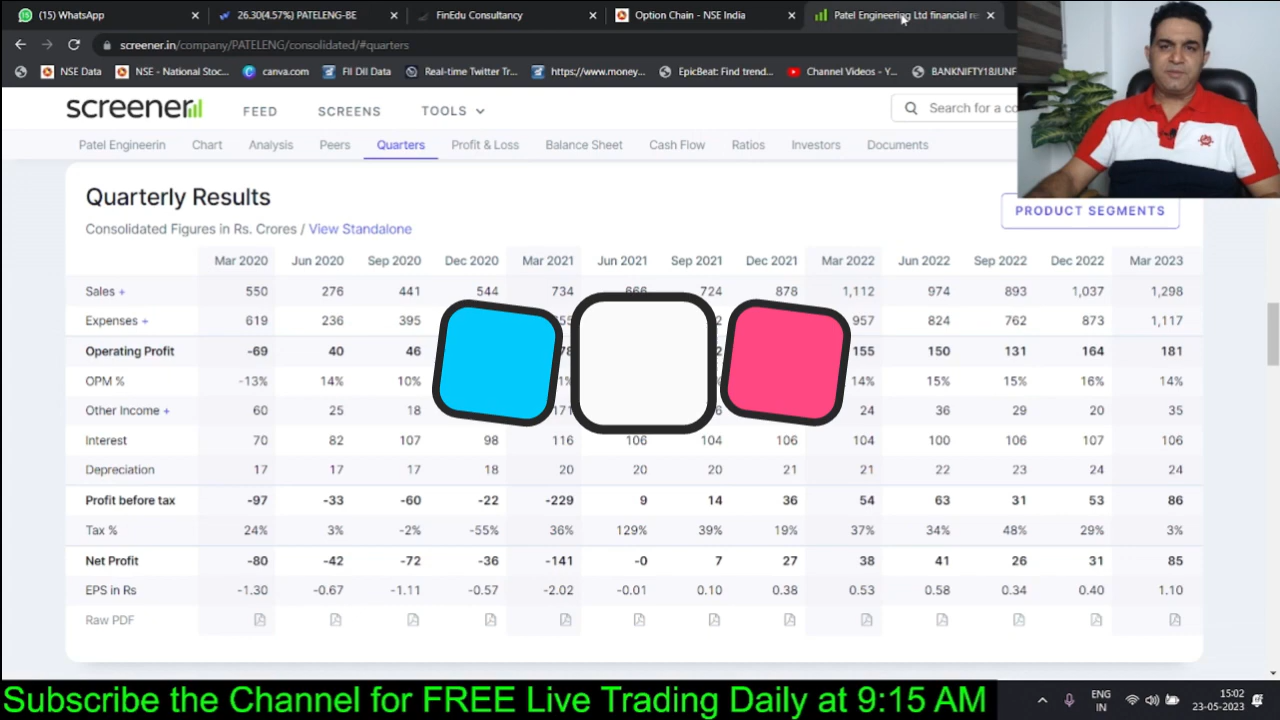 (15) WhatsApp
26.30(4.57%) PATELENG-BE
FinEdu Consultancy
Option Chain - NSE India
Patel Engineering Ltd financial re
screener.in/company/PATELENG/consolidated/#quarters
NSE Data
NSE - National Stoc...
canva.com
FII DII Data
Real-time Twitter Tr...
https://www.money...
EpicBeat: Find trend...
Channel Videos - Y...
BANKNIFTY18JUNF
screener
FEED
SCREENS
TOOLS
Search for a co
Patel Engineerin
Chart
Analysis
Peers
Quarters
Profit & Loss
Balance Sheet
Cash Flow
Ratios
Investors
Documents
Quarterly Results
PRODUCT SEGMENTS
Consolidated Figures in Rs. Crores / View Standalone
Mar 2020 Jun 2020 Sep 2020 Dec 2020 Mar 2021 Jun 2021 Sep 2021 Dec 2021 Mar 2022 Jun 2022 Sep 2022 Dec 2022 Mar 2023
Sales + 550 276 441 544 734 666 724 878 1,112 974 893 1,037 1,298
Expenses + 619 236 395 957 824 762 873 1,117
Operating Profit -69 40 46 155 150 131 164 181
OPM % -13% 14% 10% 14% 15% 15% 16% 14%
Other Income + 60 25 18 24 36 29 20 35
Interest 70 82 107 98 116 106 104 106 104 100 106 107 106
Depreciation 17 17 17 18 20 20 20 21 21 22 23 24 24
Profit before tax -97 -33 -60 -22 -229 9 14 36 54 63 31 53 86
Tax % 24% 3% -2% -55% 36% 129% 39% 19% 37% 34% 48% 29% 3%
Net Profit -80 -42 -72 -36 -141 -0 7 27 38 41 26 31 85
EPS in Rs -1.30 -0.67 -1.11 -0.57 -2.02 -0.01 0.10 0.38 0.53 0.58 0.34 0.40 1.10
Raw PDF
Subscribe the Channel for FREE Live Trading Daily at 9:15 AM
ENG
IN
15:02
23-05-2023